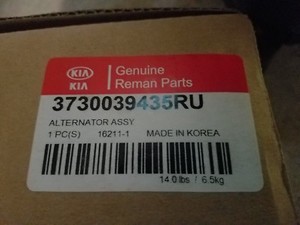 KIA
KIA
Genuine
Reman Parts
3730039435RU
ALTERNATOR ASSY
1 PC(S) 16211-1 MADE IN KOREA
14.0 lbs / 6.5kg